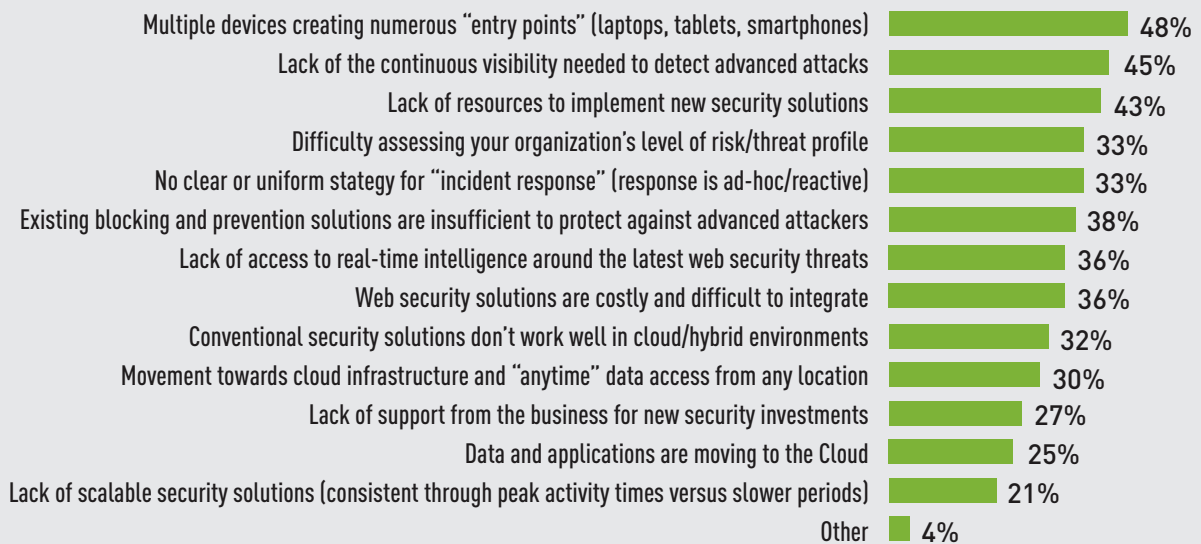 Multiple devices creating numerous “entry points” (laptops, tablets, smartphones) 48%
Lack of the continuous visibility needed to detect advanced attacks 45%
Lack of resources to implement new security solutions 43%
Difficulty assessing your organization’s level of risk/threat profile 33%
No clear or uniform stategy for “incident response” (response is ad-hoc/reactive) 33%
Existing blocking and prevention solutions are insufficient to protect against advanced attackers 38%
Lack of access to real-time intelligence around the latest web security threats 36%
Web security solutions are costly and difficult to integrate 36%
Conventional security solutions don’t work well in cloud/hybrid environments 32%
Movement towards cloud infrastructure and “anytime” data access from any location 30%
Lack of support from the business for new security investments 27%
Data and applications are moving to the Cloud 25%
Lack of scalable security solutions (consistent through peak activity times versus slower periods) 21%
Other 4%